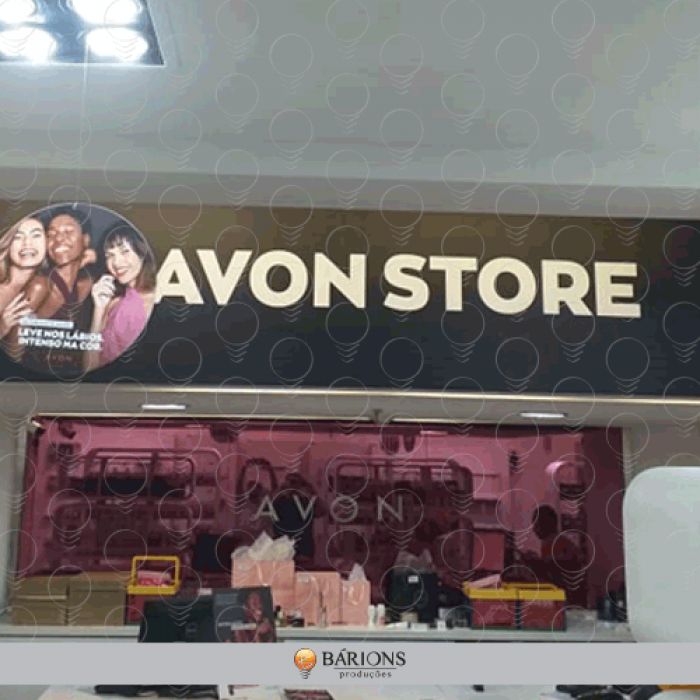 AVON STORE
LEVE NOS LÁBIOS,
INTENSO NA COR.
AVON
AVON
BÁRIONS
produções